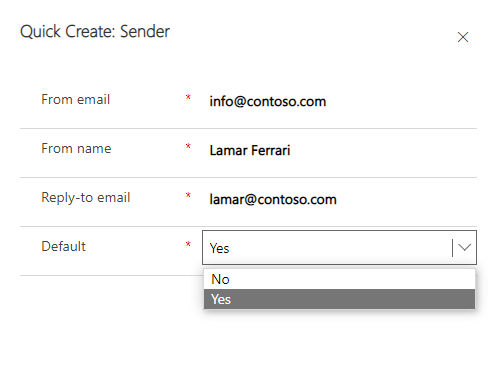 Quick Create: Sender
From email * info@contoso.com
From name * Lamar Ferrari
Reply-to email * lamar@contoso.com
Default * Yes
No
Yes